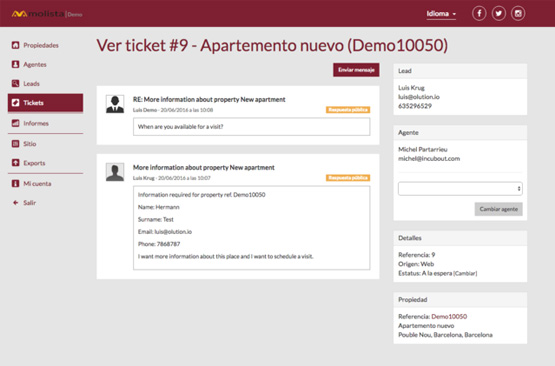 molista | Demo
Idioma
Propiedades
Agentes
Leads
Tickets
Informes
Sitio
Exports
Mi cuenta
Salir
Ver ticket #9 - Apartemento nuevo (Demo10050)
Enviar mensaje
RE: More information about property New apartment
Luis Demo - 20/06/2016 a las 10:08
Respuesta pública
When are you available for a visit?
More information about property New apartment
Luis Krug - 20/06/2016 a las 10:07
Respuesta pública
Information required for property ref. Demo10050
Name: Hermann
Surname: Test
Email: luis@olution.io
Phone: 7868787
I want more information about this place and I want to schedule a visit.
Lead
Luis Krug
luis@olution.io
635296529
Agente
Michel Partarrieu
michel@incubout.com
Cambiar agente
Detalles
Referencia: 9
Origen: Web
Estatus: A la espera [Cambiar]
Propiedad
Referencia: Demo10050
Apartemento nuevo
Pouble Nou, Barcelona, Barcelona